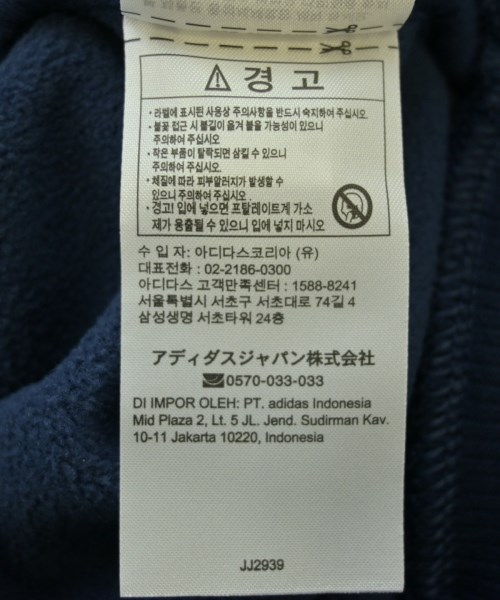 ⚠ 경 고
• 라벨에 표시된 사용상 주의사항을 반드시 숙지하여 주십시오.
• 불꽃 접근 시 불길이 옮겨 붙을 가능성이 있으니
주의하여 주십시오
• 작은 부품이 탈락되면 삼킬 수 있으니
주의하여 주십시오.
• 체질에 따라 피부알러지가 발생할 수
있으니 주의하여 주십시오.
• 경고! 입에 넣으면 프탈레이트계 가소
제가 용출될 수 있으니 입에 넣지 마시오
수 입 자: 아디다스코리아 (유)
대표전화 : 02-2186-0300
아디다스 고객만족센터 : 1588-8241
서울특별시 서초구 서초대로 74길 4
삼성생명 서초타워 24층
アディダスジャパン株式会社
0570-033-033
DI IMPOR OLEH: PT. adidas Indonesia
Mid Plaza 2, Lt. 5 JL. Jend. Sudirman Kav.
10-11 Jakarta 10220, Indonesia
JJ2939